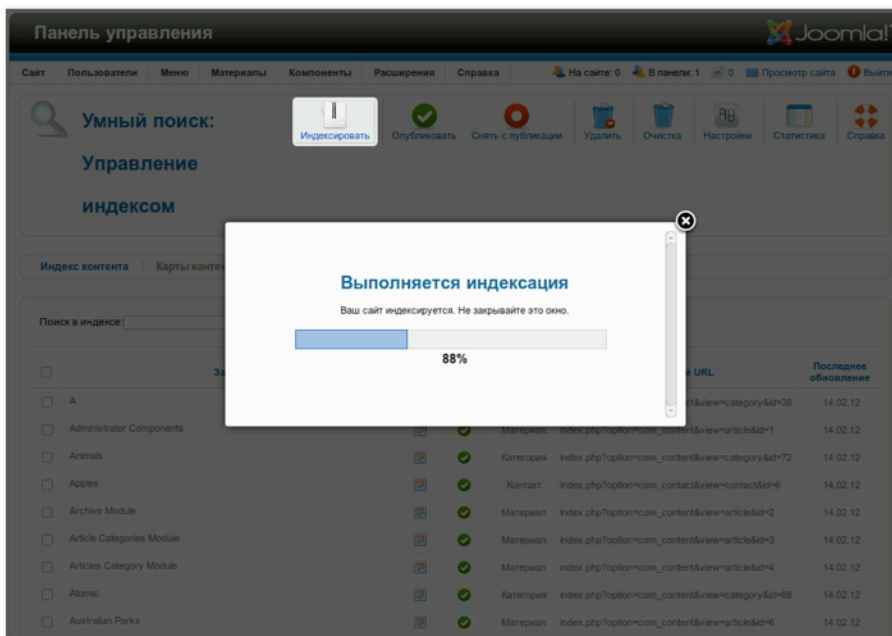 Панель управления
Joomla!
Сайт Пользователи Меню Материалы Компоненты Расширения Справка На сайте: 0 В панели: 1 0 Просмотр сайта Выйти
Умный поиск:
Управление
индексом
Индексировать Опубликовать Снять с публикации Удалить Очистка Настройки Статистика Справка
Индекс контента
Карты
Выполняется индексация
Ваш сайт индексируется. Не закрывайте это окно.
88%
Поиск в индексе:
URL Последнее
обновление
A ct&view=category&id=38 14.02.12
Administrator Components Материал index.php?option=com_content&view=article&id=1 14.02.12
Animals Категория index.php?option=com_content&view=category&id=72 14.02.12
Apples Контакт index.php?option=com_contact&view=contact&id=6 14.02.12
Archive Module Материал index.php?option=com_content&view=article&id=2 14.02.12
Article Categories Module Материал index.php?option=com_content&view=article&id=3 14.02.12
Articles Category Module Материал index.php?option=com_content&view=article&id=4 14.02.12
Atomic Категория index.php?option=com_content&view=category&id=68 14.02.12
Australian Parks Материал index.php?option=com_content&view=article&id=6 14.02.12